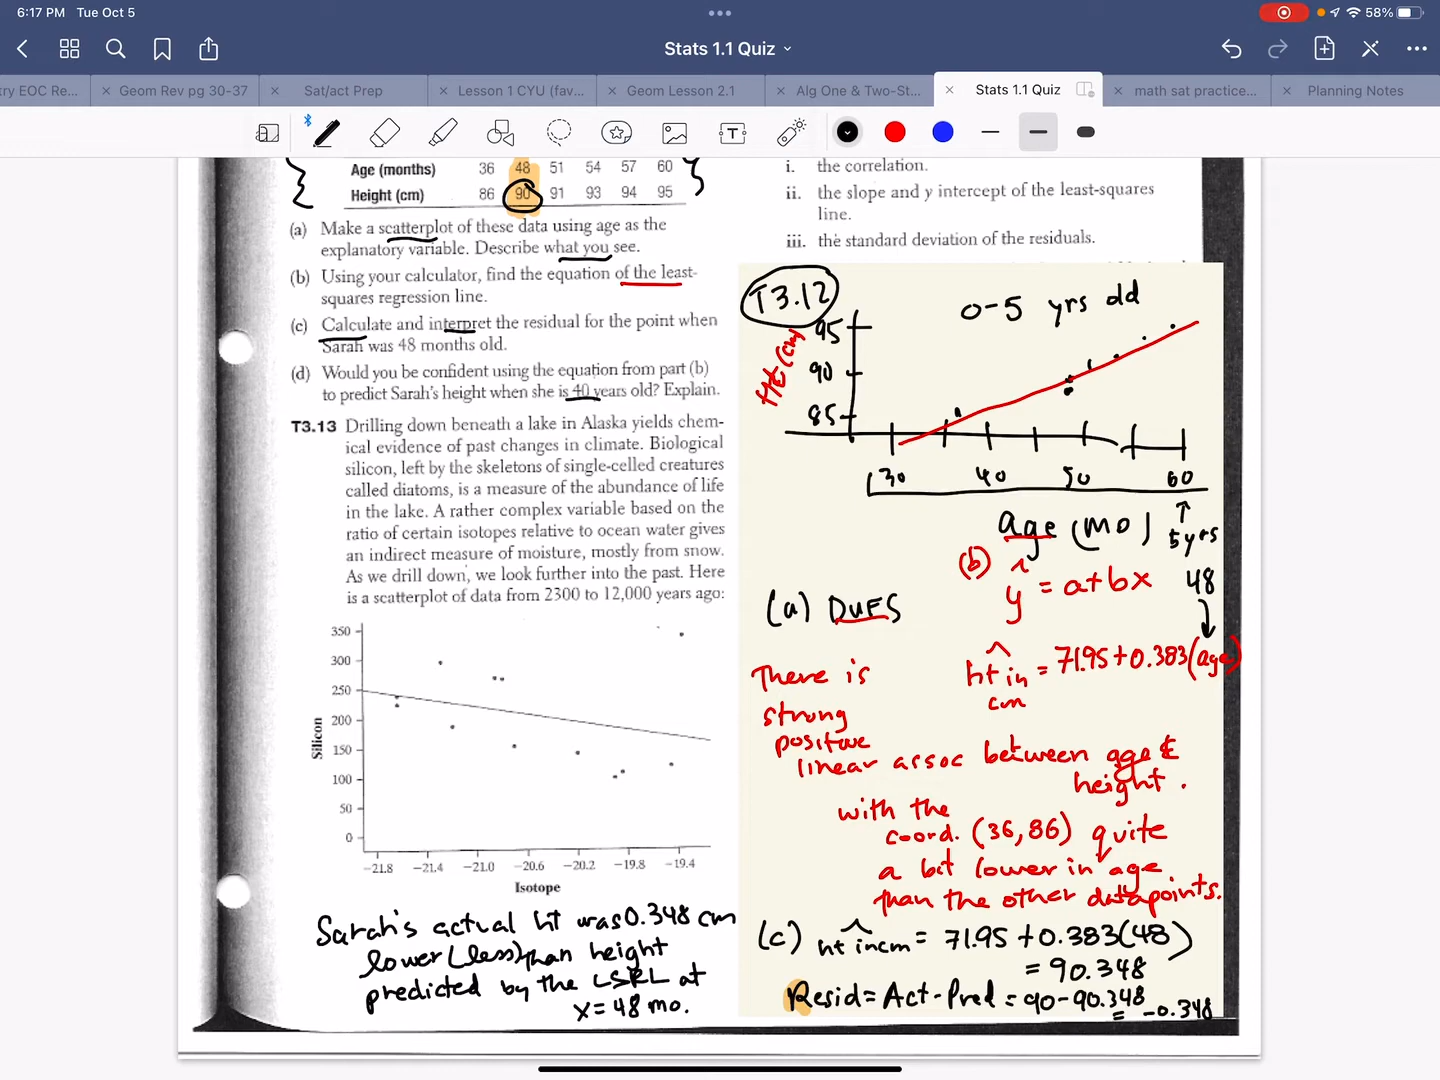 6:17 PM Tue Oct 5
58%
Stats 1.1 Quiz
try EOC Re...
Geom Rev pg 30-37
Sat/act Prep
Lesson 1 CYU (fav...
Geom Lesson 2.1
Alg One & Two-St...
Stats 1.1 Quiz
math sat practice...
Planning Notes
Age (months) 36 48 51 54 57 60
Height (cm) 86 90 91 93 94 95
(a) Make a scatterplot of these data using age as the
explanatory variable. Describe what you see.
(b) Using your calculator, find the equation of the least-
squares regression line.
(c) Calculate and interpret the residual for the point when
Sarah was 48 months old.
(d) Would you be confident using the equation from part (b)
to predict Sarah's height when she is 40 years old? Explain.
T3.13 Drilling down beneath a lake in Alaska yields chem-
ical evidence of past changes in climate. Biological
silicon, left by the skeletons of single-celled creatures
called diatoms, is a measure of the abundance of life
in the lake. A rather complex variable based on the
ratio of certain isotopes relative to ocean water gives
an indirect measure of moisture, mostly from snow.
As we drill down, we look further into the past. Here
is a scatterplot of data from 2300 to 12,000 years ago:
350
300
250
200
150
100
50
0
Silicon
-21.8 -21.4 -21.0 -20.6 -20.2 -19.8 -19.4
Isotope
Sarah's actual ht was 0.348 cm
lower (less) than height
predicted by the LSRL at
x = 48 mo.
i. the correlation.
ii. the slope and y intercept of the least-squares
line.
iii. the standard deviation of the residuals.
T3.12
0-5 yrs old
Ht (cm)
95
90
85
30 40 50 60
age (mo)
5 yrs
(b) ŷ = a+bx
48
(a) DUFS
ht in cm = 71.95+0.383(age)
There is
strong
positive
linear assoc between age &
height.
with the
coord. (36,86) quite
a bit lower in age
than the other data points.
(c) ht in cm = 71.95 + 0.383(48)
= 90.348
Resid = Act - Pred = 90 - 90.348
= -0.348